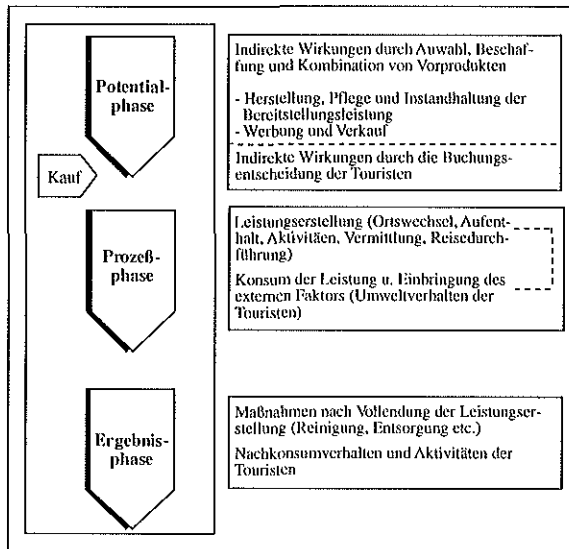 Potential-
phase
Kauf
Indirekte Wirkungen durch Auwahl, Beschaf-
fung und Kombination von Vorprodukten
- Herstellung, Pflege und Instandhaltung der
Bereitstellungsleistung
- Werbung und Verkauf
Indirekte Wirkungen durch die Buchungs-
entscheidung der Touristen
Prozeß-
phase
Leistungserstellung (Ortswechsel, Aufent-
halt, Aktivitäen, Vermittlung, Reisedurch-
führung)
Konsum der Leistung u. Einbringung des
externen Faktors (Umweltverhalten der
Touristen)
Ergebnis-
phase
Maßnahmen nach Vollendung der Leistunger-
stellung (Reinigung, Entsorgung etc.)
Nachkonsumverhalten und Aktivitäten der
Touristen